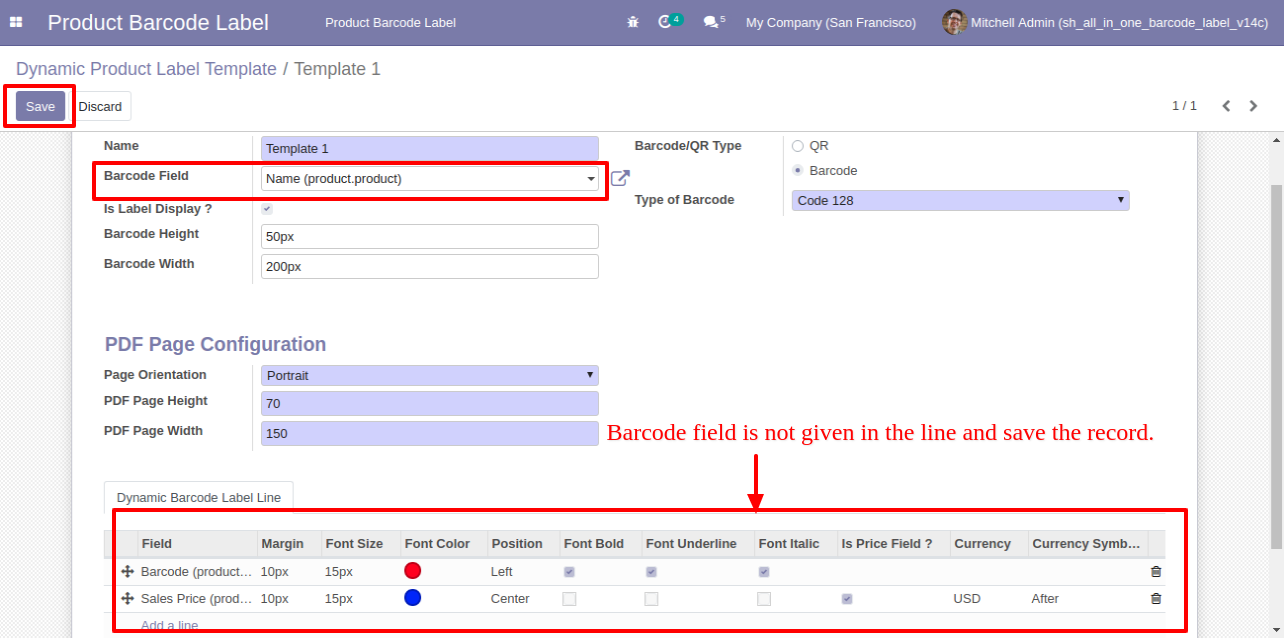 Product Barcode Label Product Barcode Label 4 5 My Company (San Francisco) Mitchell Admin (sh_all_in_one_barcode_label_v14c)
Dynamic Product Label Template / Template 1
Save Discard 1 / 1
Name Template 1 Barcode/QR Type QR
Barcode Field Name (product.product) Barcode
Is Label Display ? Type of Barcode Code 128
Barcode Height 50px
Barcode Width 200px
PDF Page Configuration
Page Orientation Portrait
PDF Page Height 70
PDF Page Width 150
Barcode field is not given in the line and save the record.
Dynamic Barcode Label Line
Field Margin Font Size Font Color Position Font Bold Font Underline Font Italic Is Price Field ? Currency Currency Symb...
Barcode (product... 10px 15px Left
Sales Price (prod... 10px 15px Center USD After
Add a line